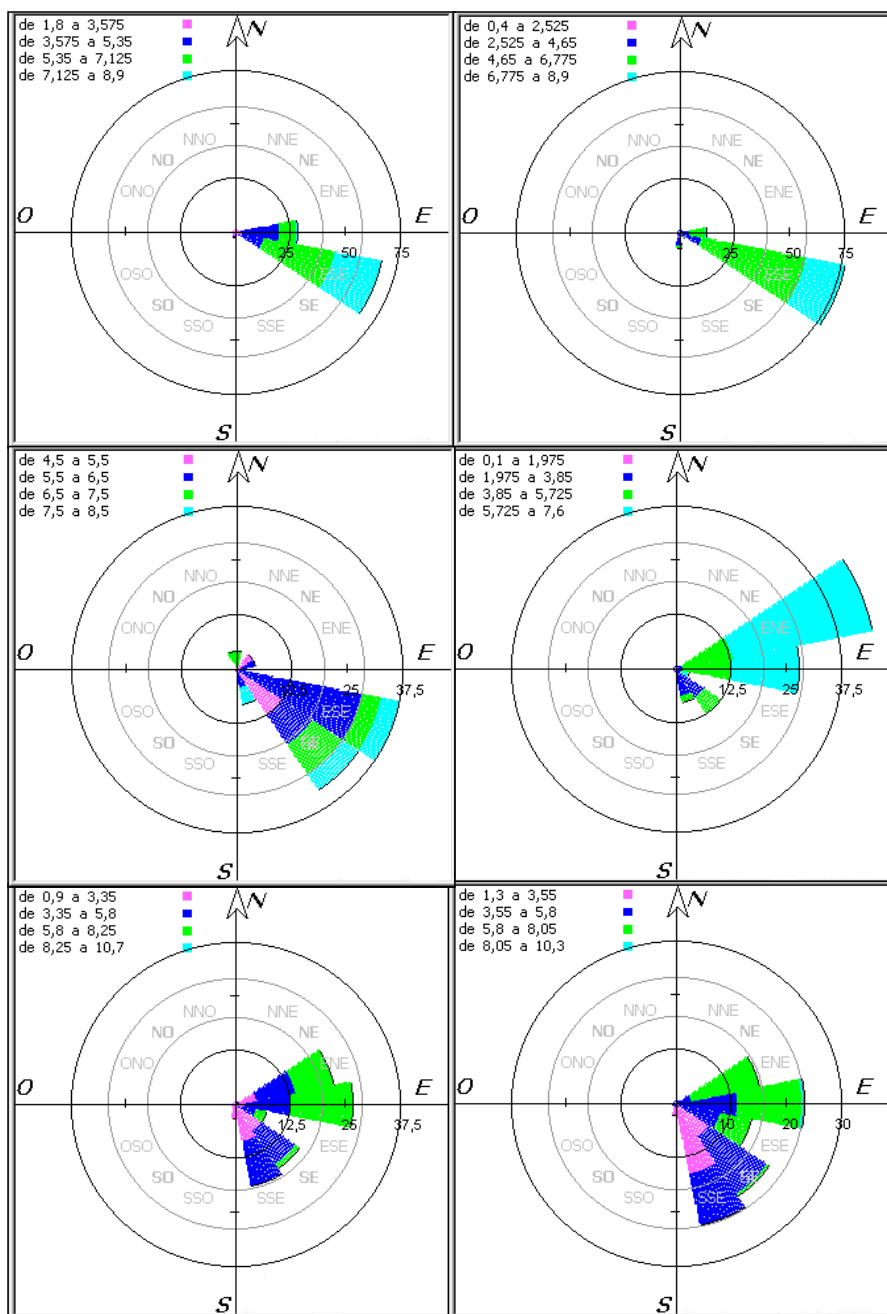 de 1,8 a 3,575
de 3,575 a 5,35
de 5,35 a 7,125
de 7,125 a 8,9
N
NNO
NNE
NO
NE
ONO
ENE
O
E
25
50
75
OSO
ESE
SO
SE
SSO
SSE
S
de 0,4 a 2,525
de 2,525 a 4,65
de 4,65 a 6,775
de 6,775 a 8,9
N
NNO
NNE
NO
NE
ONO
ENE
O
E
25
50
75
OSO
ESE
SO
SE
SSO
SSE
S
de 4,5 a 5,5
de 5,5 a 6,5
de 6,5 a 7,5
de 7,5 a 8,5
N
NNO
NNE
NO
NE
ONO
ENE
O
E
12,5
25
37,5
OSO
ESE
SO
SE
SSO
SSE
S
de 0,1 a 1,975
de 1,975 a 3,85
de 3,85 a 5,725
de 5,725 a 7,6
N
NNO
NNE
NO
NE
ONO
ENE
O
E
12,5
25
37,5
OSO
ESE
SO
SE
SSO
SSE
S
de 0,9 a 3,35
de 3,35 a 5,8
de 5,8 a 8,25
de 8,25 a 10,7
N
NNO
NNE
NO
NE
ONO
ENE
O
E
12,5
25
37,5
OSO
ESE
SO
SE
SSO
SSE
S
de 1,3 a 3,55
de 3,55 a 5,8
de 5,8 a 8,05
de 8,05 a 10,3
N
NNO
NNE
NO
NE
ONO
ENE
O
E
10
20
30
OSO
ESE
SO
SE
SSO
SSE
S